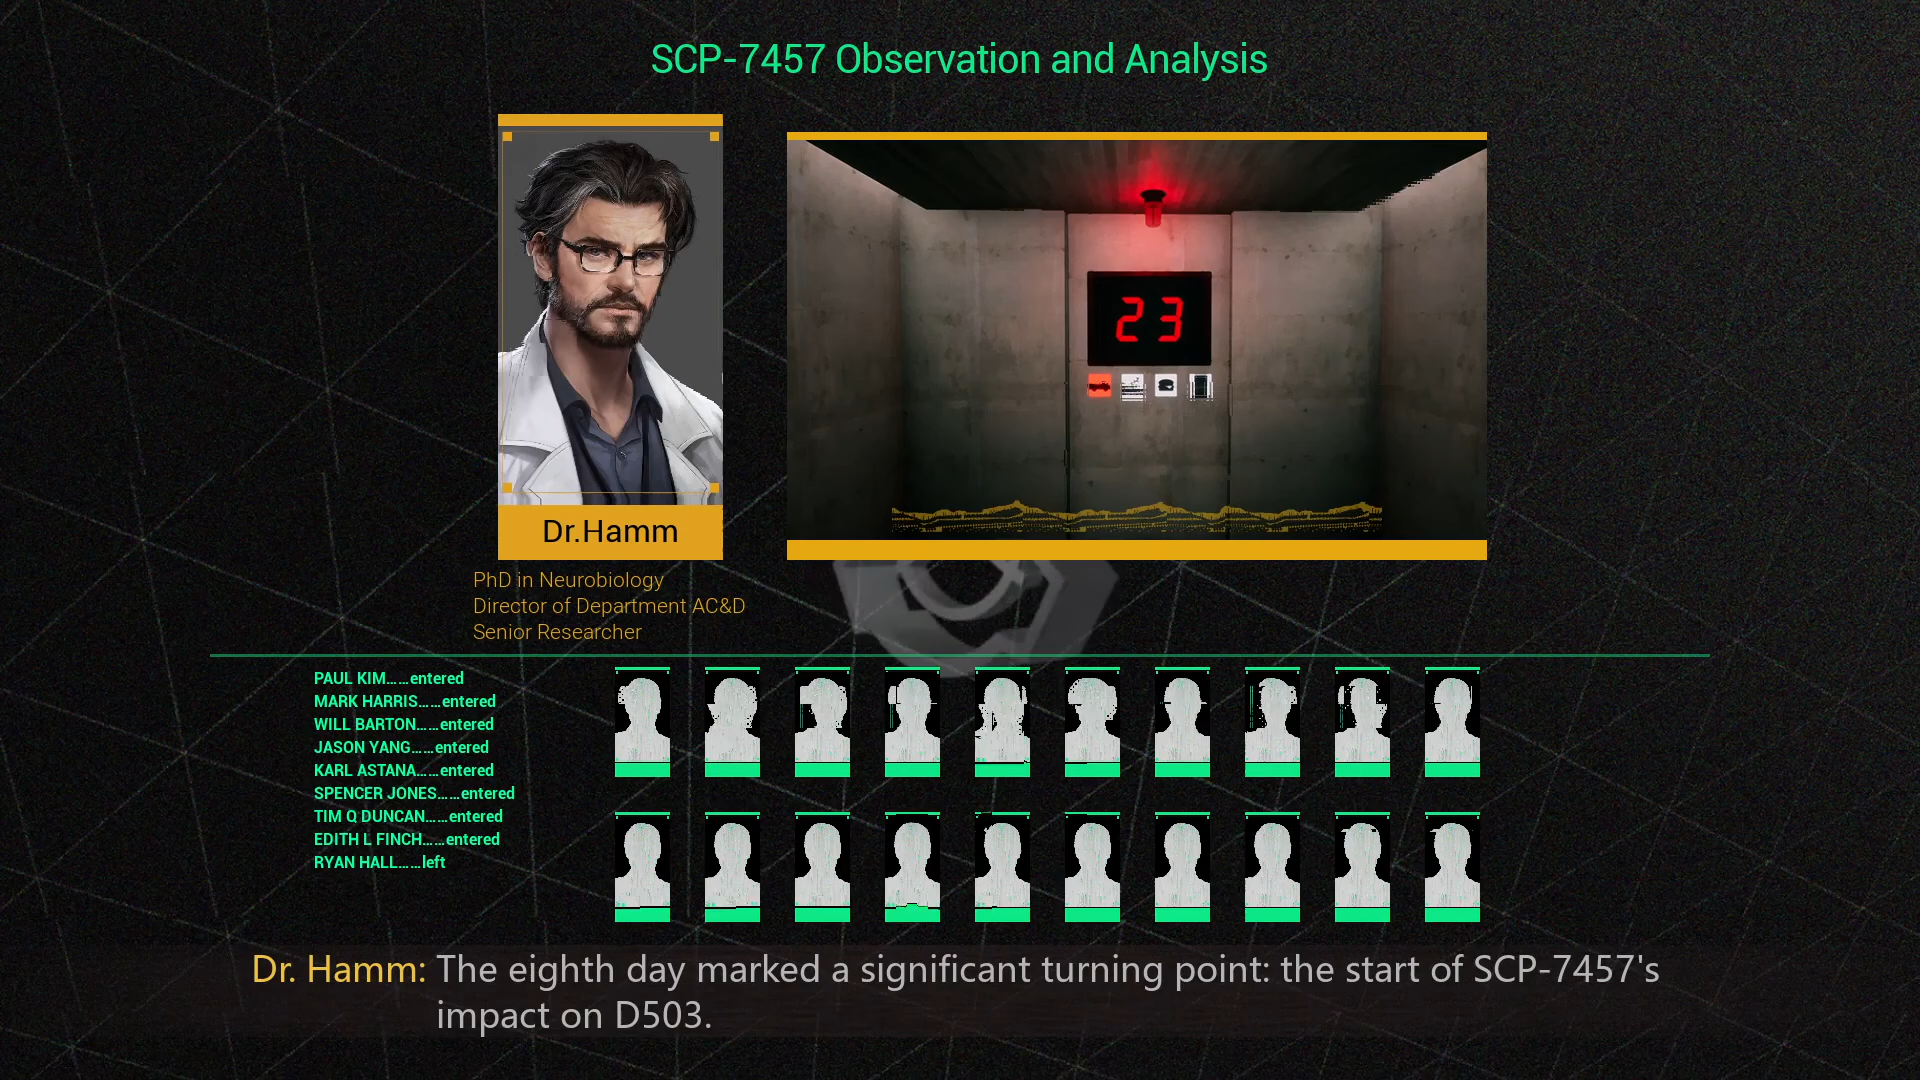 SCP-7457 Observation and Analysis
23
Dr.Hamm
PhD in Neurobiology
Director of Department AC&D
Senior Researcher
PAUL KIM......entered
MARK HARRIS......entered
WILL BARTON......entered
JASON YANG......entered
KARL ASTANA......entered
SPENCER JONES......entered
TIM Q DUNCAN......entered
EDITH L FINCH......entered
RYAN HALL......left
Dr. Hamm: The eighth day marked a significant turning point: the start of SCP-7457's
impact on D503.